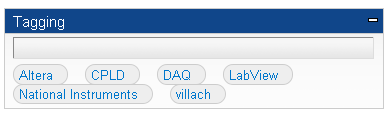 Tagging
Altera CPLD DAQ LabView
National Instruments villach